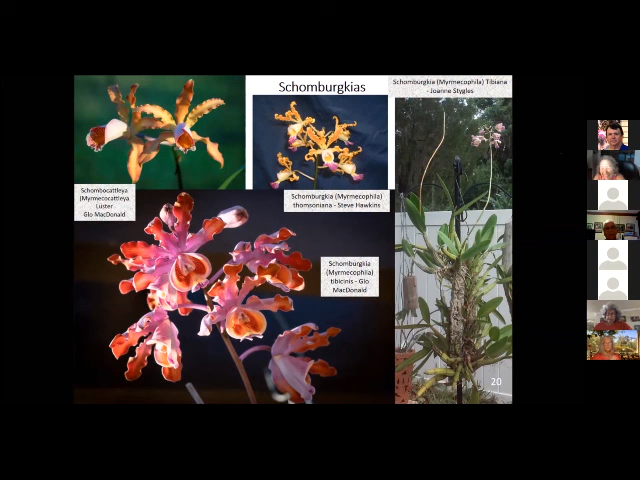 Schomburgkias
Schomburgkia (Myrmecophila) Tibiana
- Joanne Stygles
Schombocattleya
(Myrmecocattleya
Luster
Glo MacDonald
Schomburgkia (Myrmecophila)
thomsoniana - Steve Hawkins
Schomburgkia
(Myrmecophila)
tibicinis - Glo
MacDonald
20